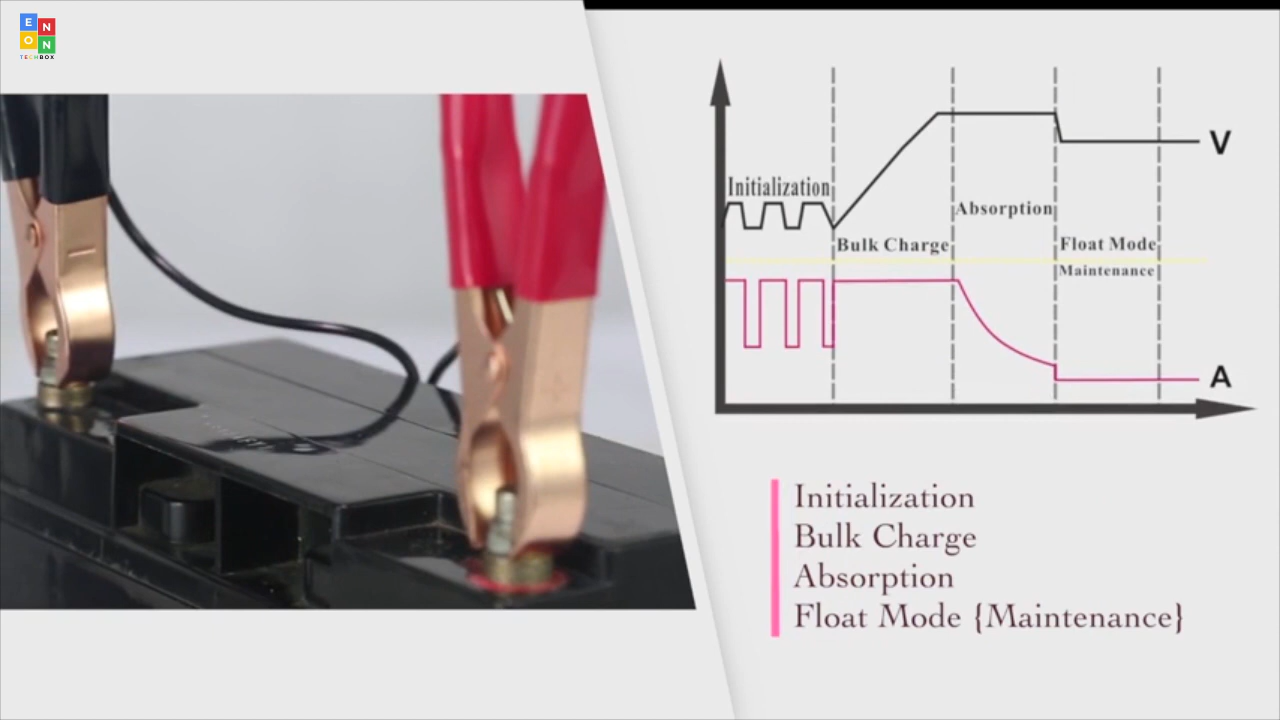 E N
O N
TECHBOX
V
Initialization
Absorption
Bulk Charge
Float Mode
Maintenance
A
Initialization
Bulk Charge
Absorption
Float Mode {Maintenance}